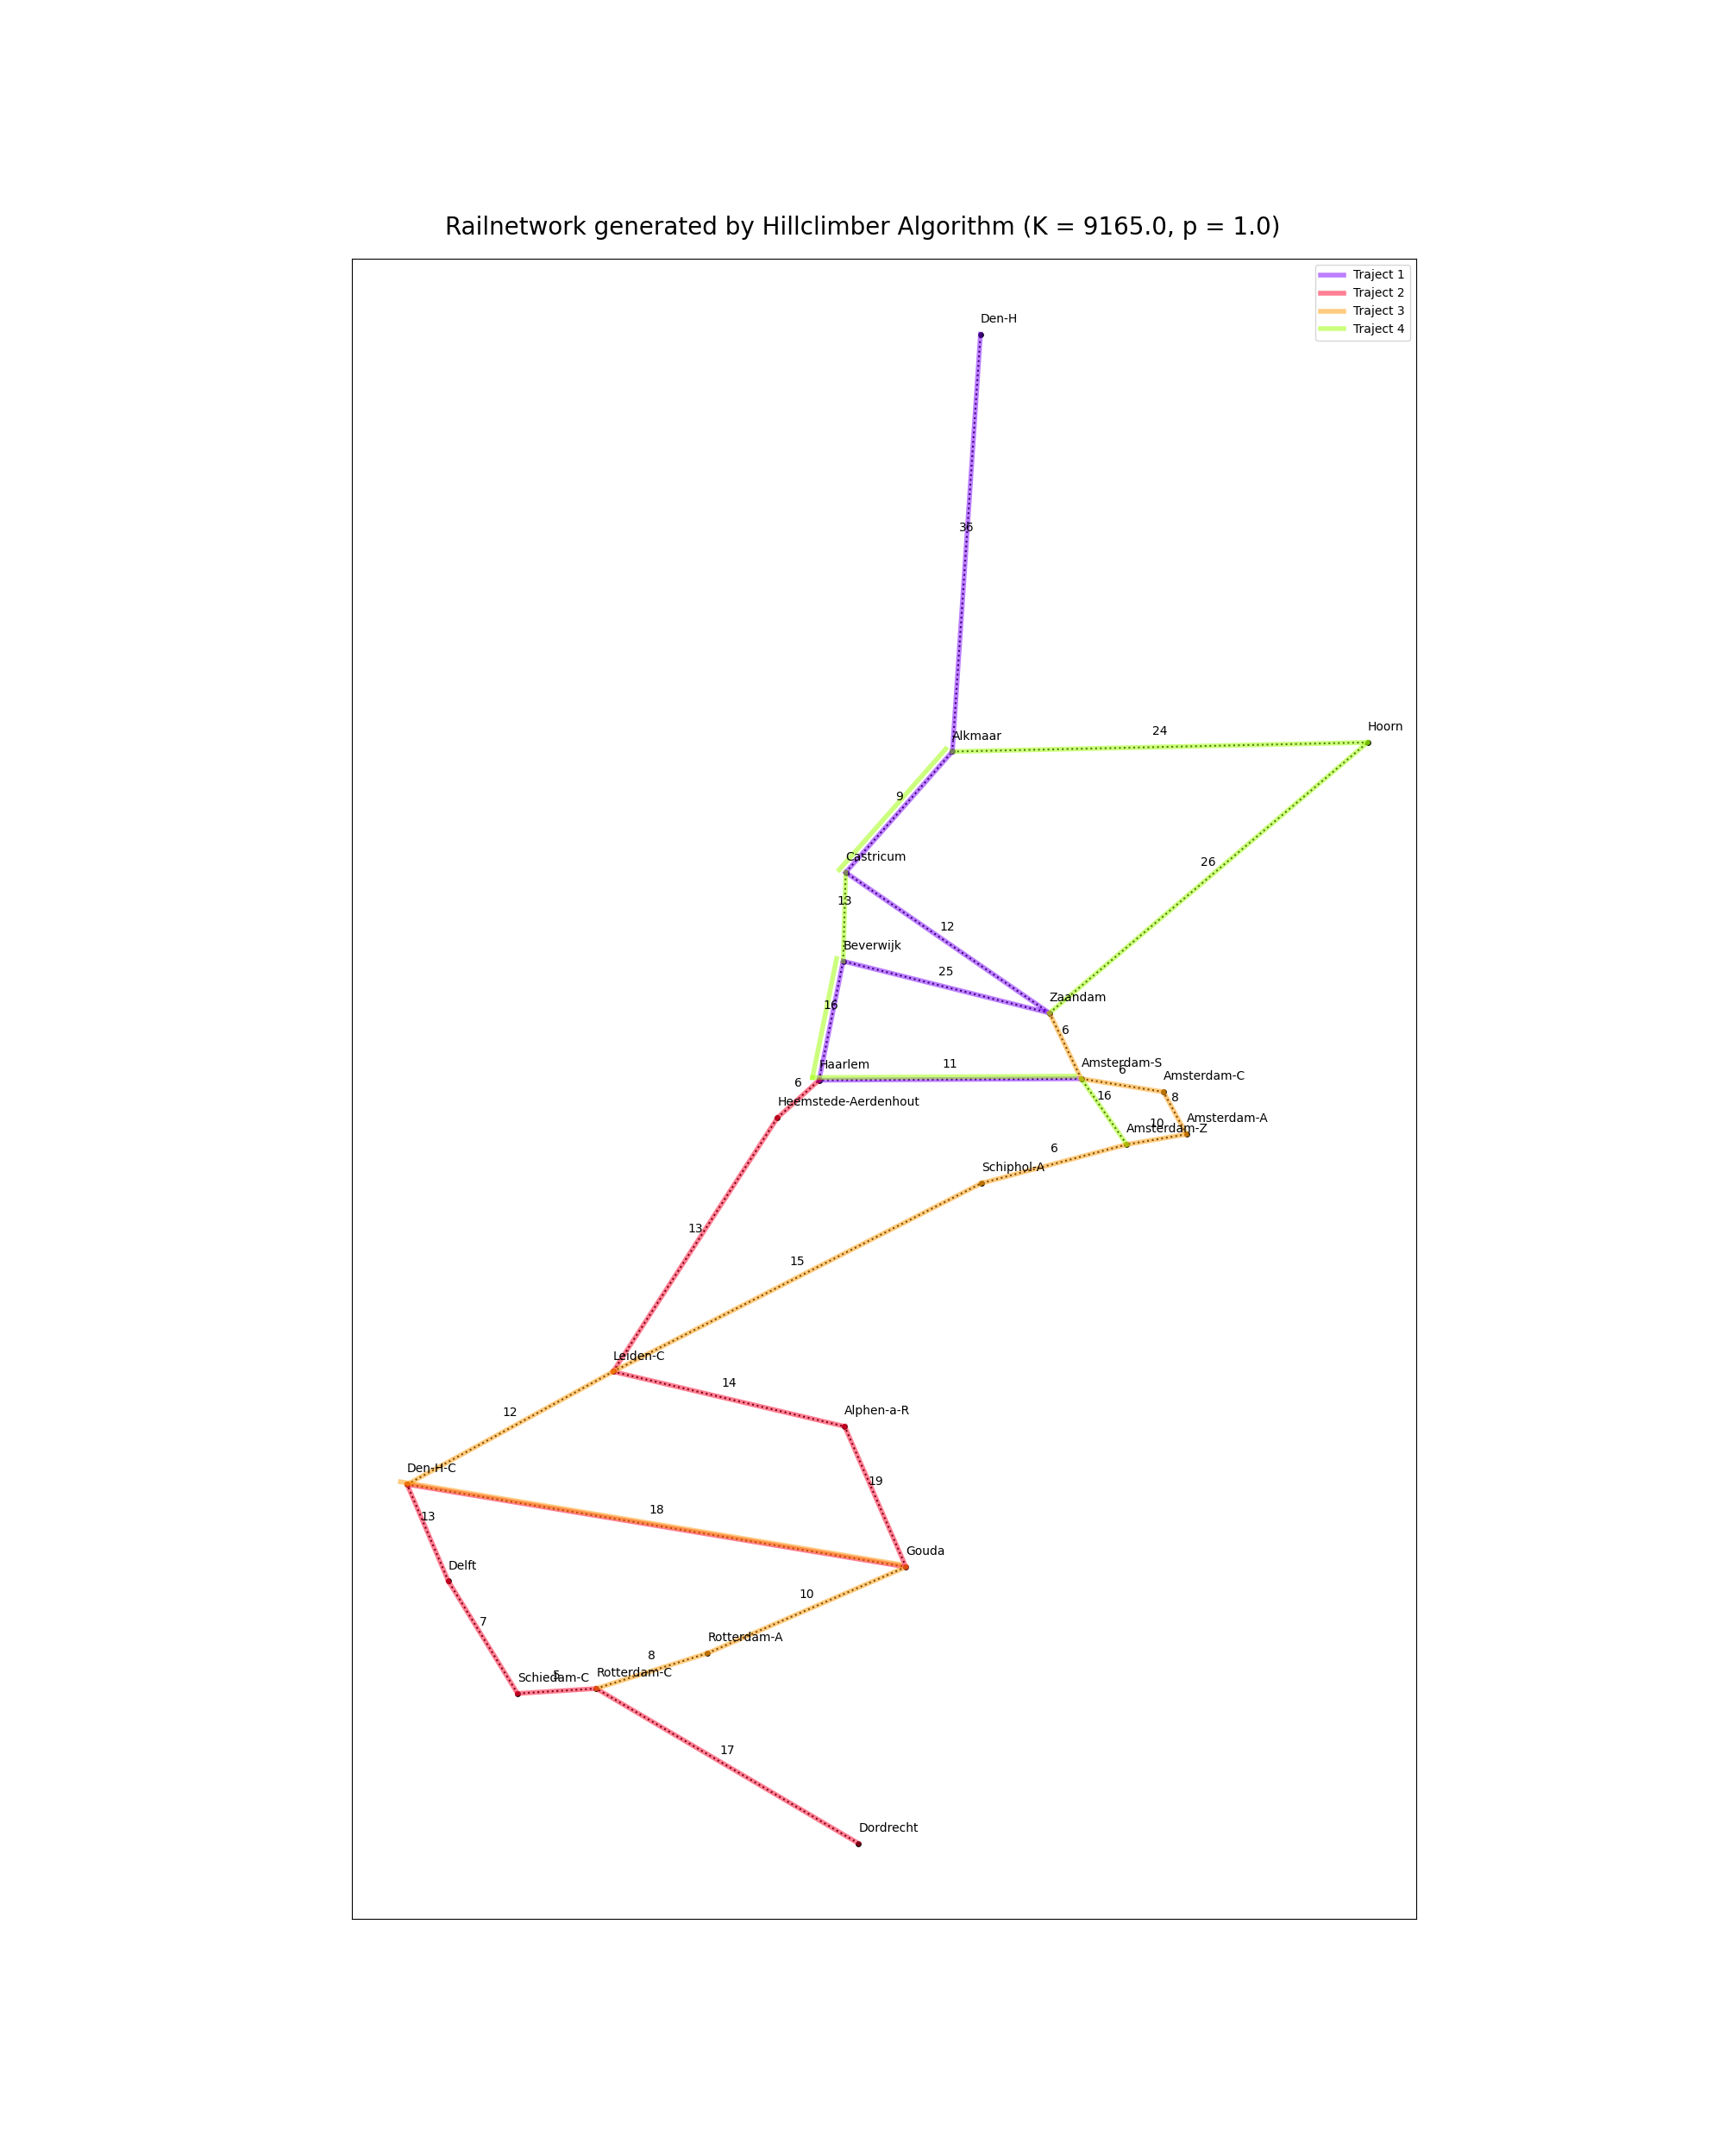 Railnetwork generated by Hillclimber Algorithm (K = 9165.0, p = 1.0)
Traject 1
Traject 2
Traject 3
Traject 4
Den-H
36
Hoorn
24
Alkmaar
9
Castricum
26
13
12
Beverwijk
25
Zaandam
16
6
Haarlem
11
Amsterdam-S
6
Amsterdam-C
6
Heemstede-Aerdenhout
16
8
Amsterdam-A
10
Amsterdam-Z
6
Schiphol-A
13
15
Leiden-C
14
12
Alphen-a-R
Den-H-C
19
18
13
Gouda
Delft
10
7
Rotterdam-A
8
Schiedam-C
5
Rotterdam-C
17
Dordrecht